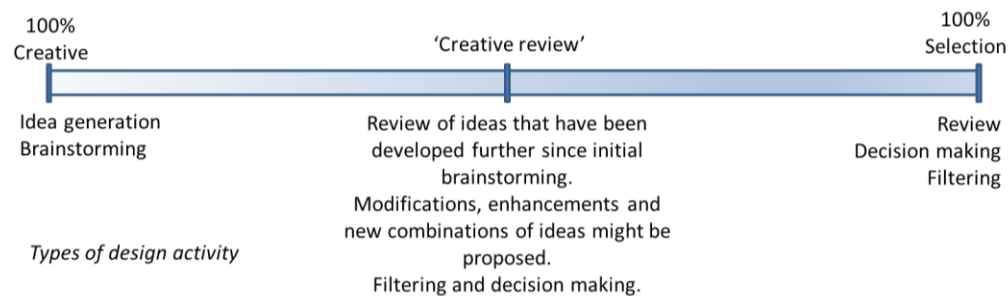 100%
Creative
‘Creative review’
100%
Selection
Idea generation
Brainstorming
Review of ideas that have been
developed further since initial
brainstorming.
Modifications, enhancements and
new combinations of ideas might be
proposed.
Filtering and decision making.
Review
Decision making
Filtering
Types of design activity